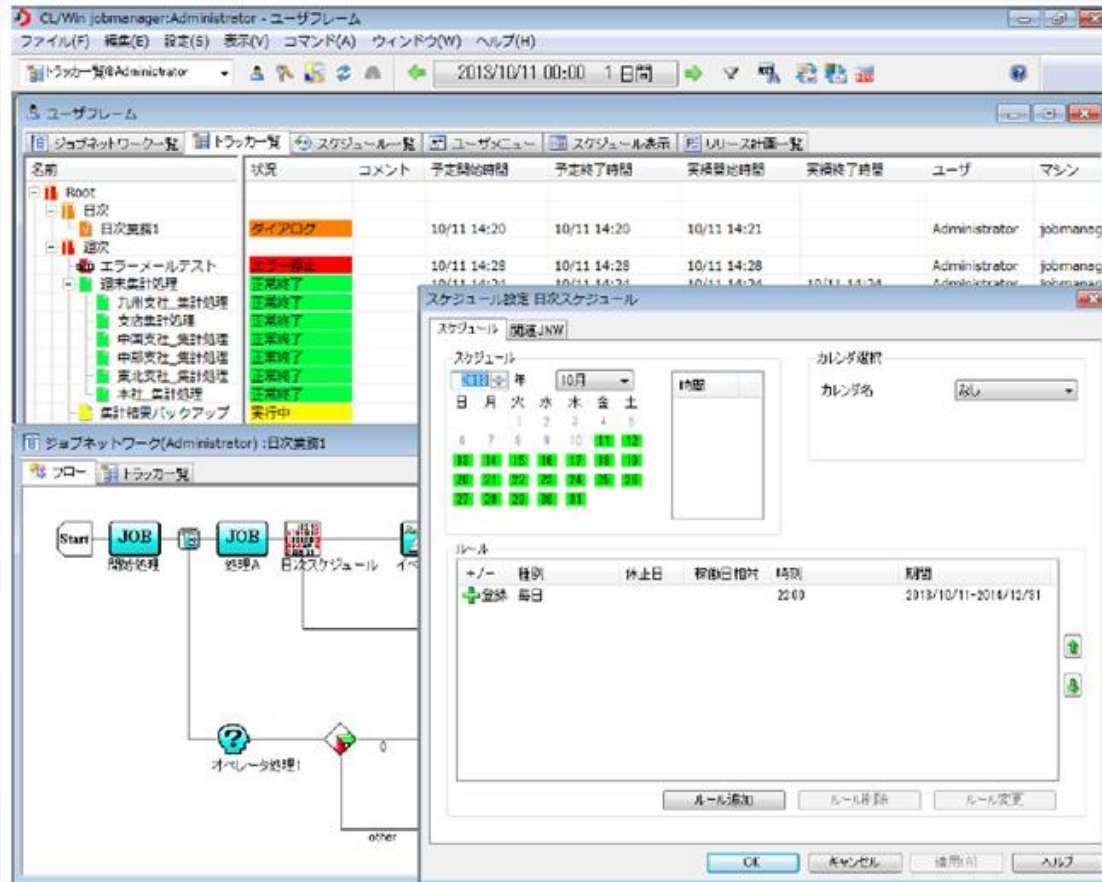 CL/Win jobmanager:Administrator - ユーザフレーム
ファイル(F) 編集(E) 設定(S) 表示(V) コマンド(A) ウィンドウ(W) ヘルプ(H)
トラッカ一覧@Administrator 2013/10/11 00:00 1 日間
ユーザフレーム
ジョブネットワーク一覧 トラッカ一覧 スケジュール一覧 ユーザメニュー スケジュール表示 リリース計画一覧
名前 状況 コメント 予定開始時間 予定終了時間 実績開始時間 実績終了時間 ユーザ マシン
Root
日次
日次業務1 ダイアログ 10/11 14:20 10/11 14:20 10/11 14:21 Administrator jobmanag
週次
エラーメールテスト エラー停止 10/11 14:28 10/11 14:28 10/11 14:28 Administrator jobmanag
週末集計処理 正常終了 10/11 14:24 10/11 14:24 10/11 14:24 10/11 14:24 Administrator jobmanag
九州支社_集計処理 正常終了
支店集計処理 正常終了
中国支社_集計処理 正常終了
中部支社_集計処理 正常終了
東北支社_集計処理 正常終了
本社_集計処理 正常終了
集計結果バックアップ 実行中
スケジュール設定 日次スケジュール
スケジュール 関連JNW
スケジュール
2013 年 10月
時間
日 月 火 水 木 金 土
1 2 3 4 5
6 7 8 9 10 11 12
13 14 15 16 17 18 19
20 21 22 23 24 25 26
27 28 29 30 31
カレンダ選択
カレンダ名 なし
ルール
+/- 種別 休止日 稼働日相対 時刻 期間
登録 毎日 22:00 2013/10/11-2014/12/31
ルール追加 ルール削除 ルール変更
OK キャンセル 適用(A) ヘルプ
ジョブネットワーク(Administrator) :日次業務1
フロー トラッカ一覧
Start JOB JOB
開始処理 処理A 日次スケジュール イベ
0
オペレータ処理1
other